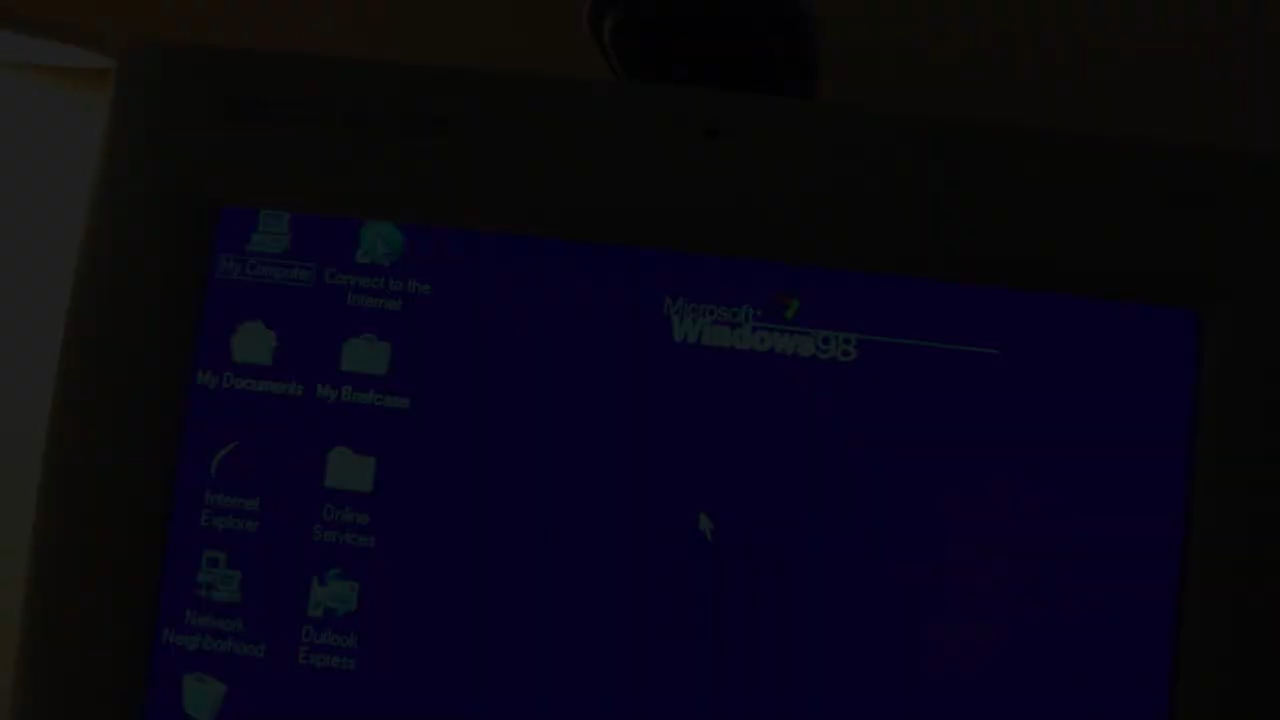 My Computer
Connect to the
Internet
Microsoft
Windows98
My Documents
My Briefcase
Internet
Explorer
Online
Services
Network
Neighborhood
Outlook
Express